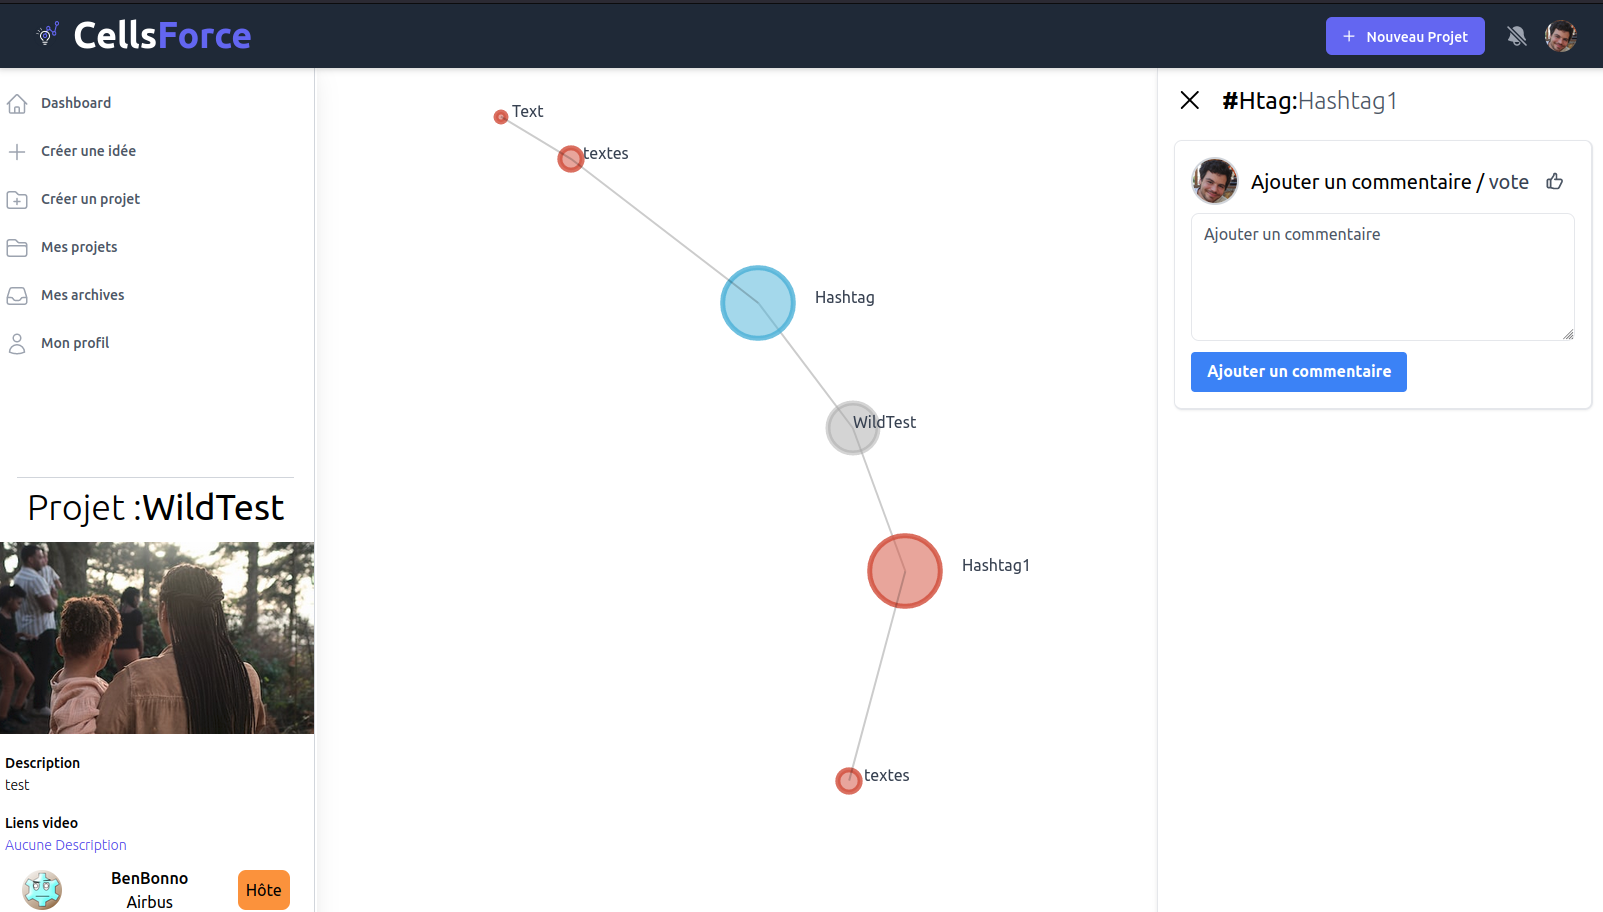 CellsForce
Nouveau Projet
Dashboard
Créer une idée
Créer un projet
Mes projets
Mes archives
Mon profil
Projet :WildTest
Description
test
Liens video
Aucune Description
BenBonno
Airbus
Hôte
Text
textes
Hashtag
WildTest
Hashtag1
textes
#Htag:Hashtag1
Ajouter un commentaire / vote
Ajouter un commentaire
Ajouter un commentaire